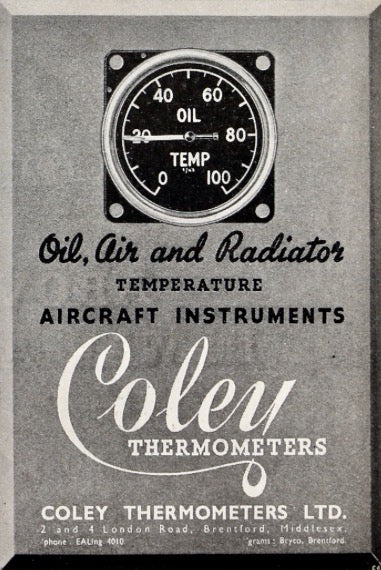 40 60
OIL
20 80
TEMP
0 100
Oil, Air and Radiator
TEMPERATURE
AIRCRAFT INSTRUMENTS
Coley
THERMOMETERS
COLEY THERMOMETERS LTD.
2 and 4 London Road, Brentford, Middlesex.
'phone: EALing 4010 'grams: Bryco, Brentford.